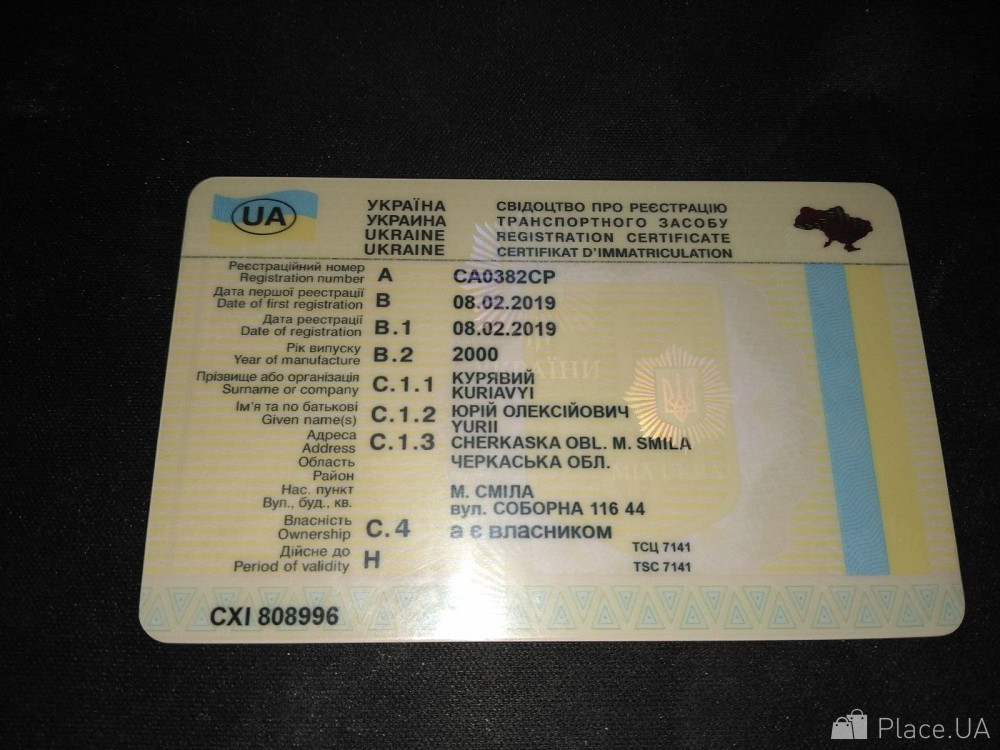 UA
УКРАЇНА
УКРАИНА
UKRAINE
UKRAINE
СВІДОЦТВО ПРО РЕЄСТРАЦІЮ
ТРАНСПОРТНОГО ЗАСОБУ
REGISTRATION CERTIFICATE
CERTIFIKAT D'IMMATRICULATION
Реєстраційний номер
Registration number A CA0382CP
Дата першої реєстрації
Date of first registration B 08.02.2019
Дата реєстрації
Date of registration B.1 08.02.2019
Рік випуску
Year of manufacture B.2 2000
Прізвище або організація C.1.1 КУРЯВИЙ
Surname or company KURIAVYI
Ім'я та по батькові C.1.2 ЮРІЙ ОЛЕКСІЙОВИЧ
Given name(s) YURII
Адреса C.1.3 CHERKASKA OBL. M. SMILA
Address
Область ЧЕРКАСЬКА ОБЛ.
Район
Нас. пункт М. СМІЛА
Вул., буд., кв. вул. СОБОРНА 116 44
Власність
Ownership C.4 а є власником
Дійсне до ТСЦ 7141
Period of validity H TSC 7141
CXI 808996
Place.UA